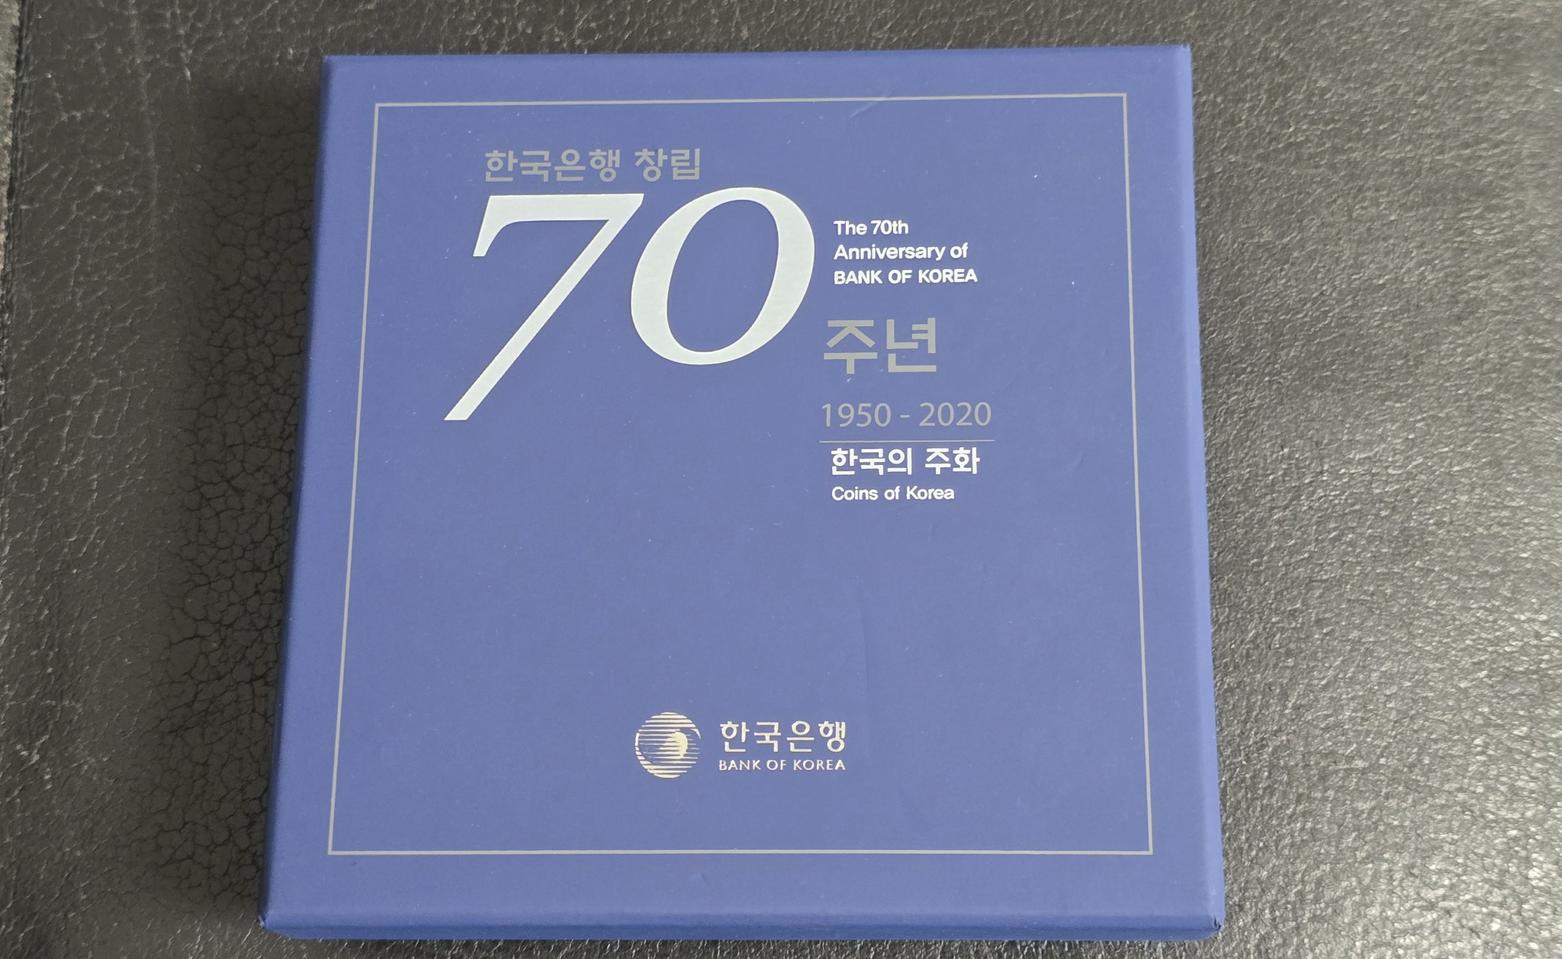 한국은행 창립
70
The 70th
Anniversary of
BANK OF KOREA
주년
1950 - 2020
한국의 주화
Coins of Korea
한국은행
BANK OF KOREA